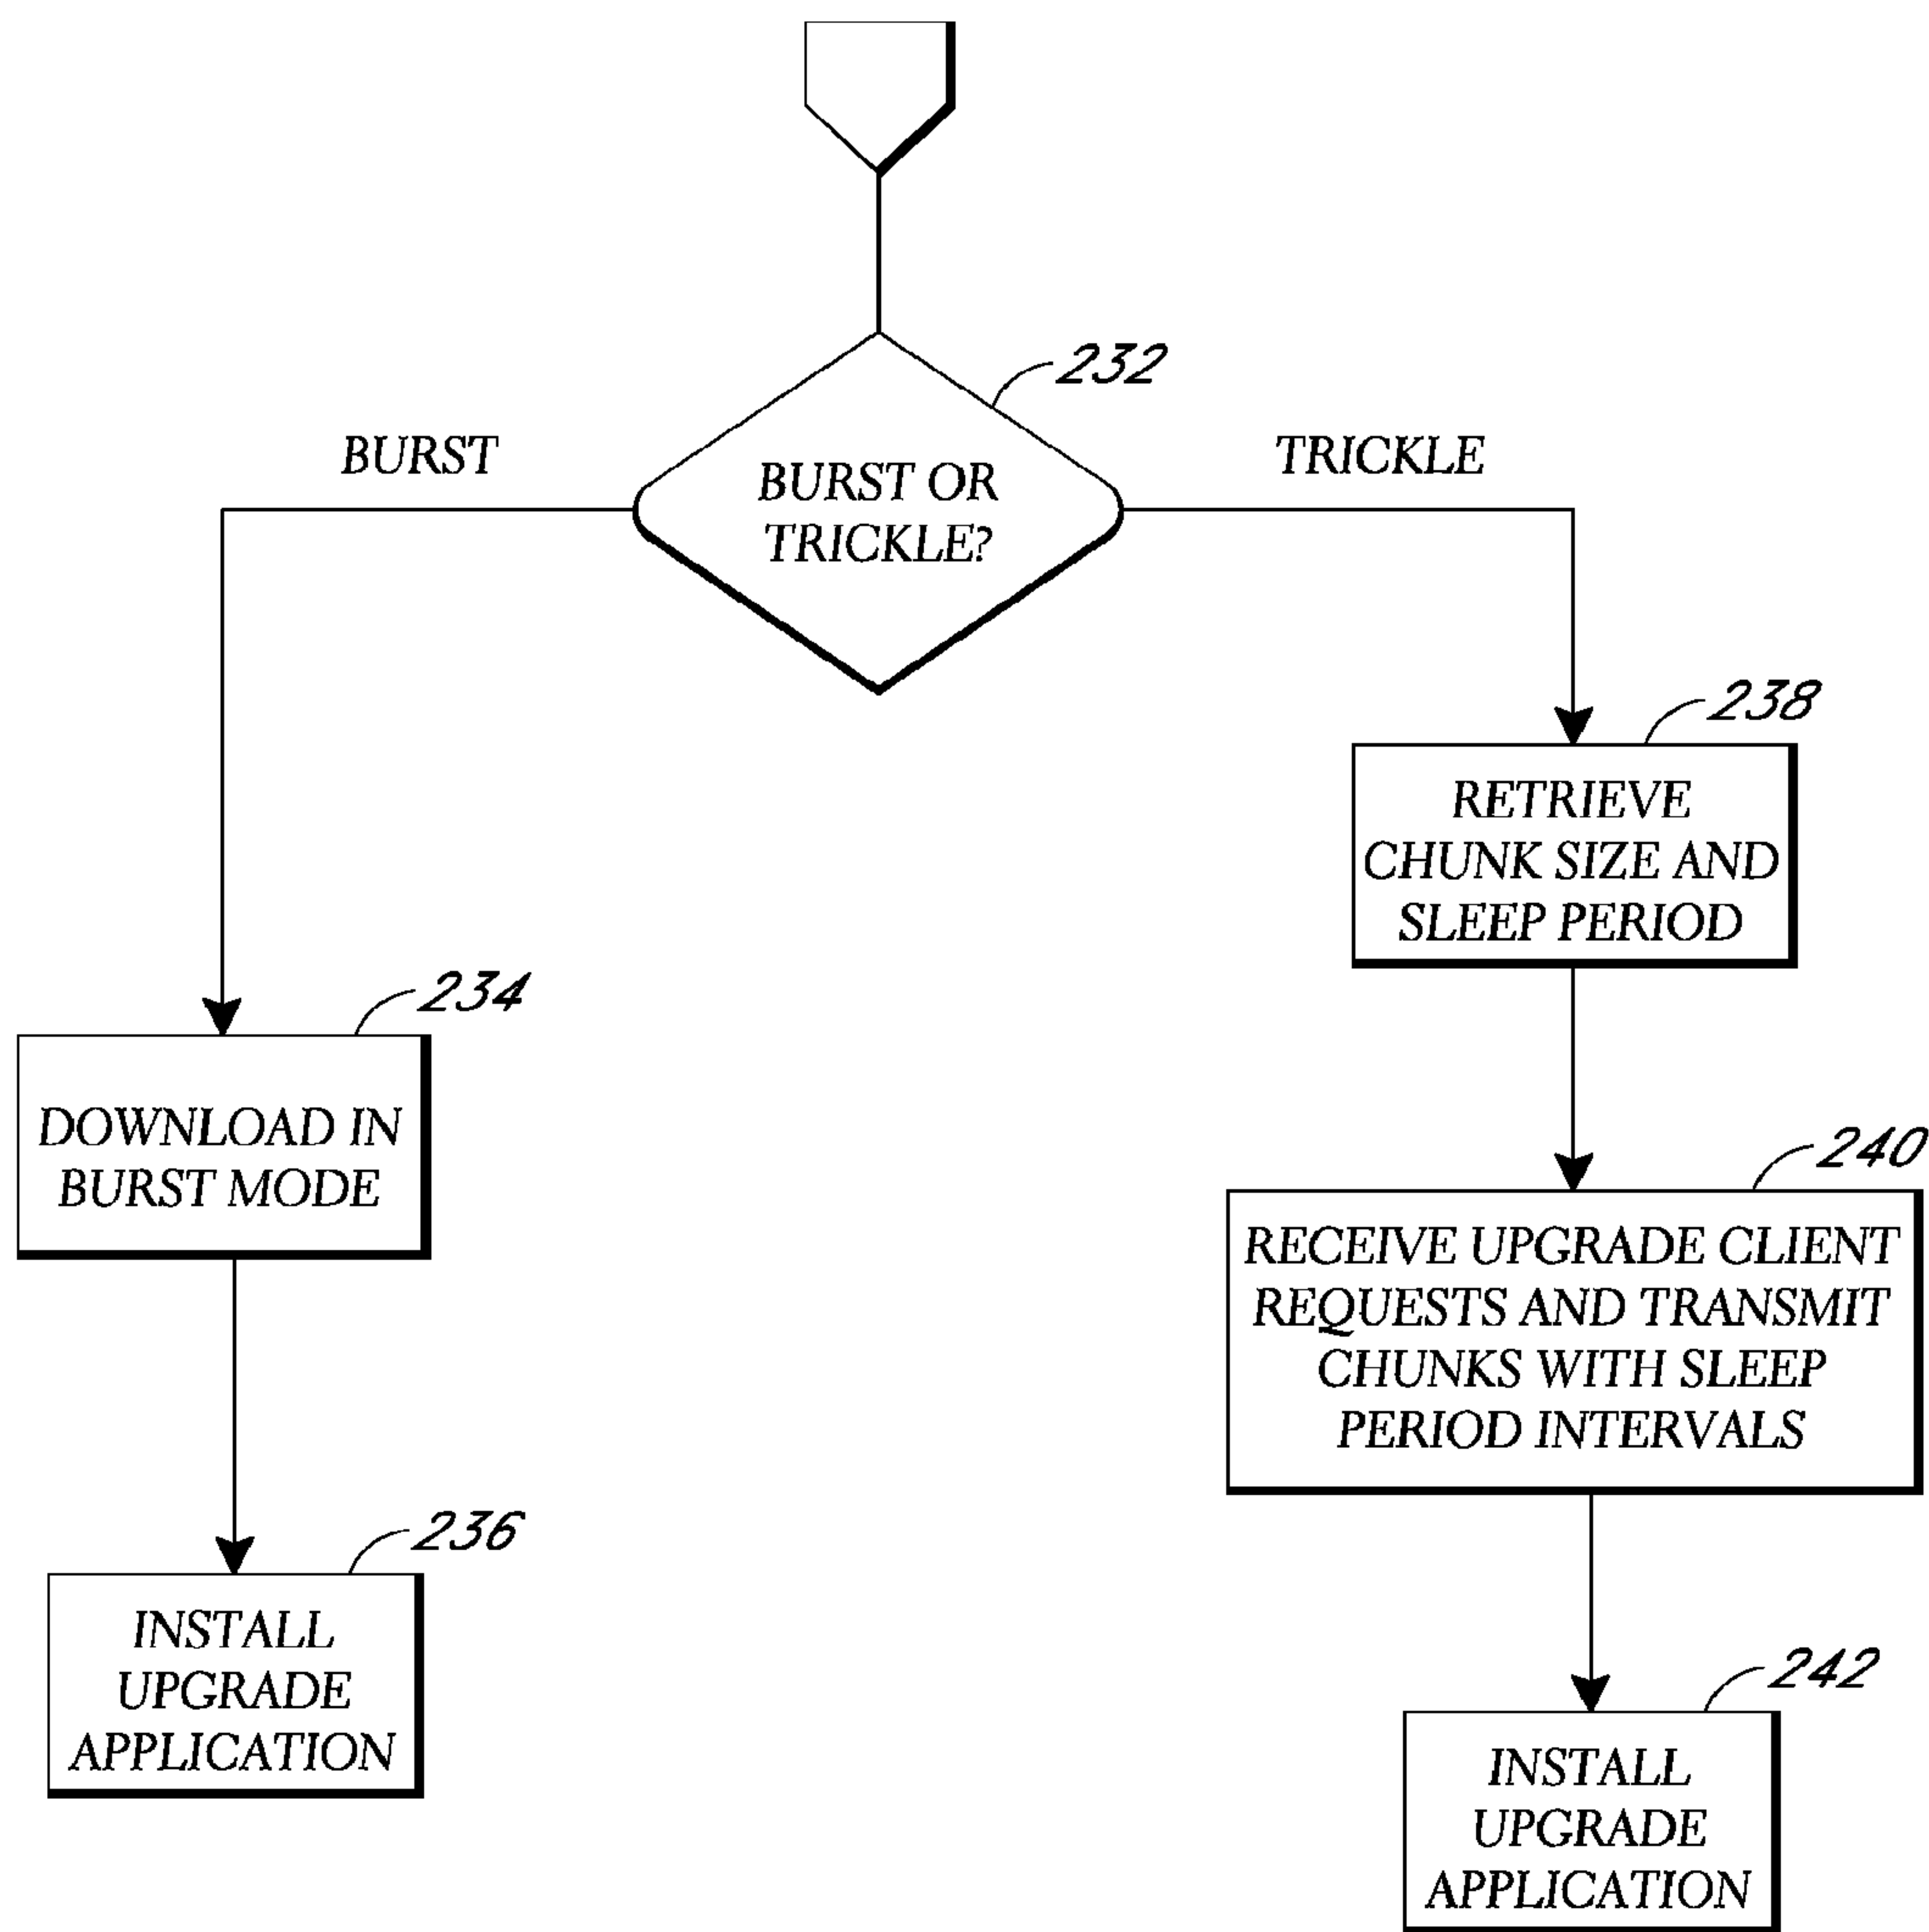 232
BURST
BURST OR
TRICKLE?
TRICKLE
238
RETRIEVE
CHUNK SIZE AND
SLEEP PERIOD
234
DOWNLOAD IN
BURST MODE
240
RECEIVE UPGRADE CLIENT
REQUESTS AND TRANSMIT
CHUNKS WITH SLEEP
PERIOD INTERVALS
236
INSTALL
UPGRADE
APPLICATION
242
INSTALL
UPGRADE
APPLICATION